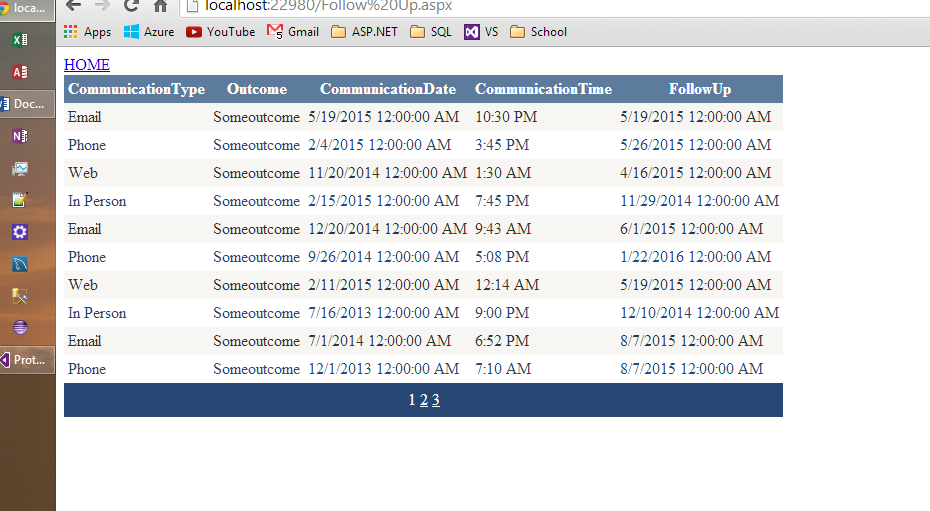 loca...
localhost:22980/Follow%20Up.aspx
Apps Azure YouTube Gmail ASP.NET SQL VS School
HOME
CommunicationType Outcome CommunicationDate CommunicationTime FollowUp
Email Someoutcome 5/19/2015 12:00:00 AM 10:30 PM 5/19/2015 12:00:00 AM
Phone Someoutcome 2/4/2015 12:00:00 AM 3:45 PM 5/26/2015 12:00:00 AM
Web Someoutcome 11/20/2014 12:00:00 AM 1:30 AM 4/16/2015 12:00:00 AM
In Person Someoutcome 2/15/2015 12:00:00 AM 7:45 PM 11/29/2014 12:00:00 AM
Email Someoutcome 12/20/2014 12:00:00 AM 9:43 AM 6/1/2015 12:00:00 AM
Phone Someoutcome 9/26/2014 12:00:00 AM 5:08 PM 1/22/2016 12:00:00 AM
Web Someoutcome 2/11/2015 12:00:00 AM 12:14 AM 5/19/2015 12:00:00 AM
In Person Someoutcome 7/16/2013 12:00:00 AM 9:00 PM 12/10/2014 12:00:00 AM
Email Someoutcome 7/1/2014 12:00:00 AM 6:52 PM 8/7/2015 12:00:00 AM
Phone Someoutcome 12/1/2013 12:00:00 AM 7:10 AM 8/7/2015 12:00:00 AM
1 2 3
Doc...
Prot...